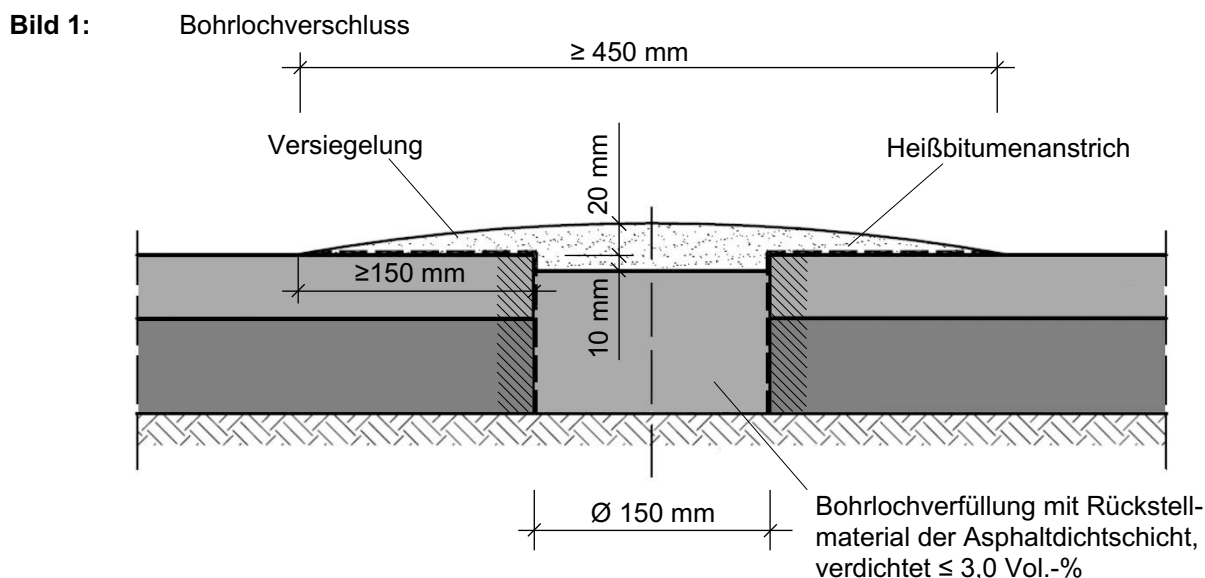 Bild 1: Bohrlochverschluss
≥ 450 mm
Versiegelung
20 mm
Heißbitumenanstrich
≥150 mm
10 mm
Ø 150 mm
Bohrlochverfüllung mit Rückstell-
material der Asphaltdichtschicht,
verdichtet ≤ 3,0 Vol.-%